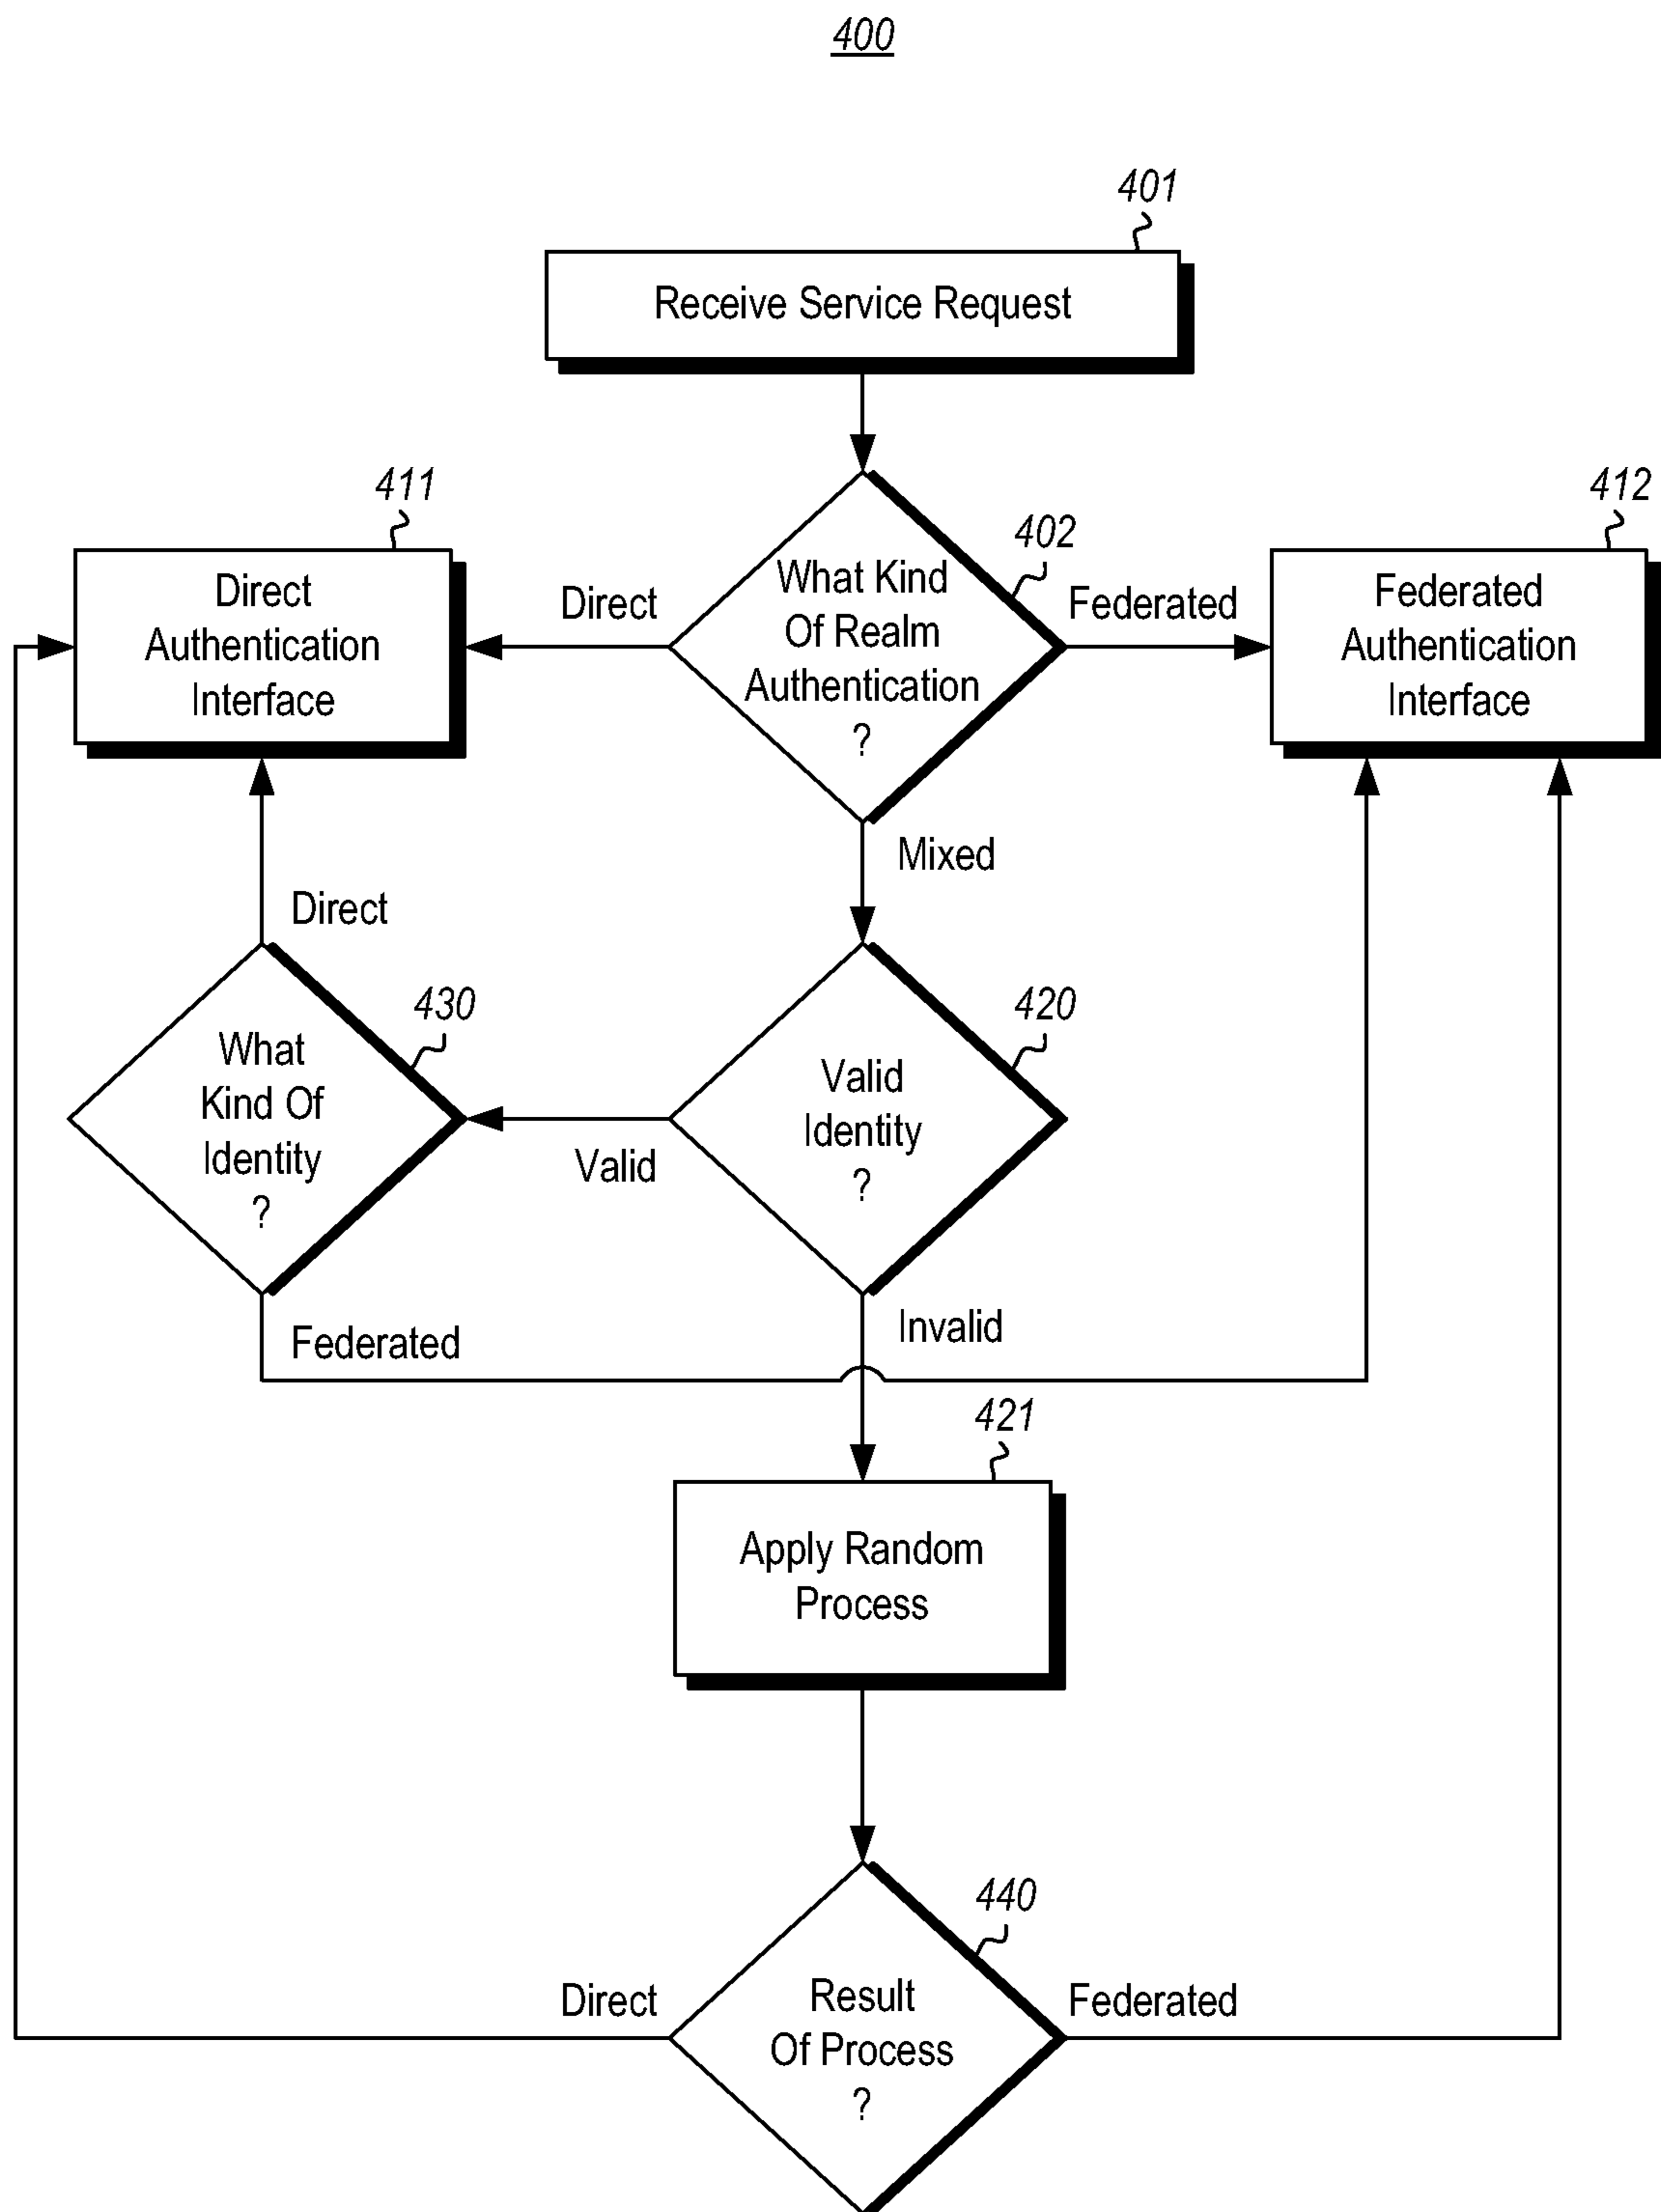 400
401
Receive Service Request
411
412
402
Direct
Authentication
Interface
Direct
What Kind
Of Realm
Authentication
?
Federated
Federated
Authentication
Interface
Mixed
Direct
430
420
What
Kind Of
Identity
?
Valid
Identity
?
Valid
Federated
Invalid
421
Apply Random
Process
440
Direct
Result
Of Process
?
Federated